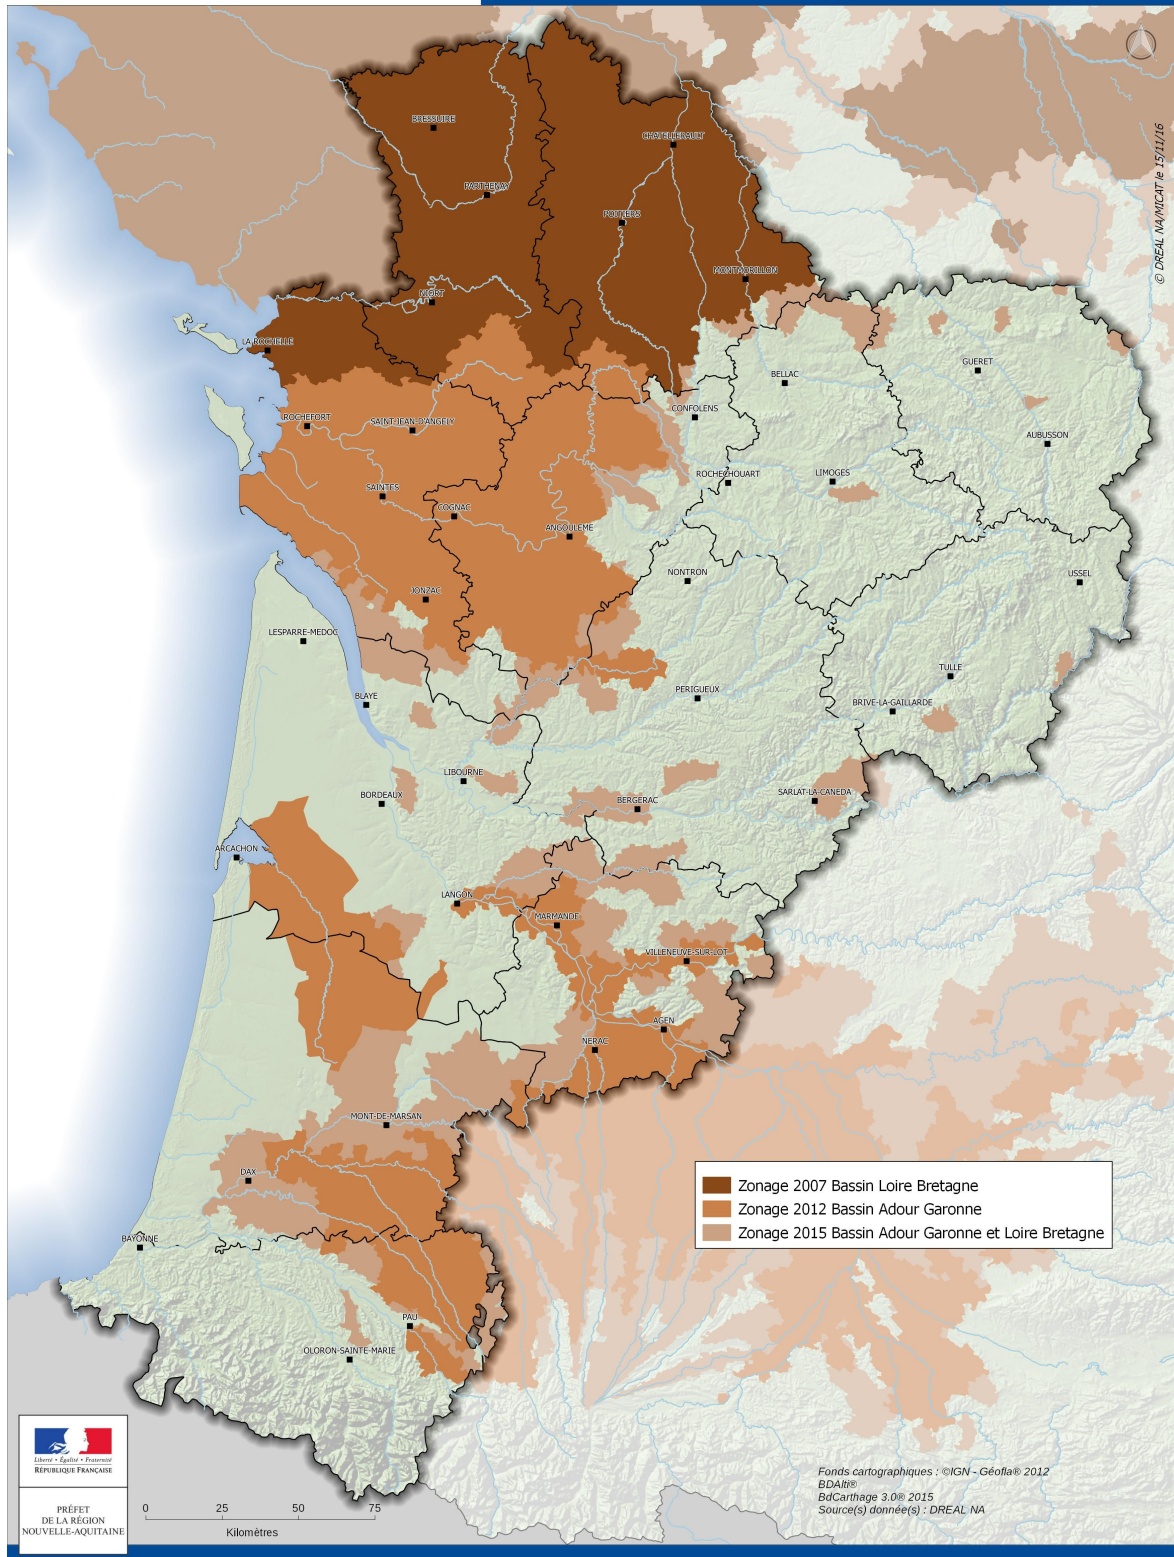 © DREAL NA/MICAT le 15/11/16
BRESSUIRE
CHATELLERAULT
PARTHENAY
POITIERS
MONTMORILLON
NIORT
LA ROCHELLE
GUERET
BELLAC
CONFOLENS
ROCHEFORT
SAINT-JEAN-D'ANGELY
AUBUSSON
ROCHECHOUART
LIMOGES
SAINTES
COGNAC
ANGOULEME
NONTRON
USSEL
JONZAC
LESPARRE-MEDOC
TULLE
PERIGUEUX
BLAYE
BRIVE-LA-GAILLARDE
LIBOURNE
BORDEAUX
BERGERAC
SARLAT-LA-CANEDA
ARCACHON
LANGON
MARMANDE
VILLENEUVE-SUR-LOT
AGEN
NERAC
MONT-DE-MARSAN
DAX
Zonage 2007 Bassin Loire Bretagne
Zonage 2012 Bassin Adour Garonne
Zonage 2015 Bassin Adour Garonne et Loire Bretagne
BAYONNE
PAU
OLORON-SAINTE-MARIE
Liberté • Égalité • Fraternité
RÉPUBLIQUE FRANÇAISE
PRÉFET
DE LA RÉGION
NOUVELLE-AQUITAINE
0 25 50 75
Kilomètres
Fonds cartographiques : ©IGN - Géofla® 2012
BDAlti®
BdCarthage 3.0® 2015
Source(s) donnée(s) : DREAL NA